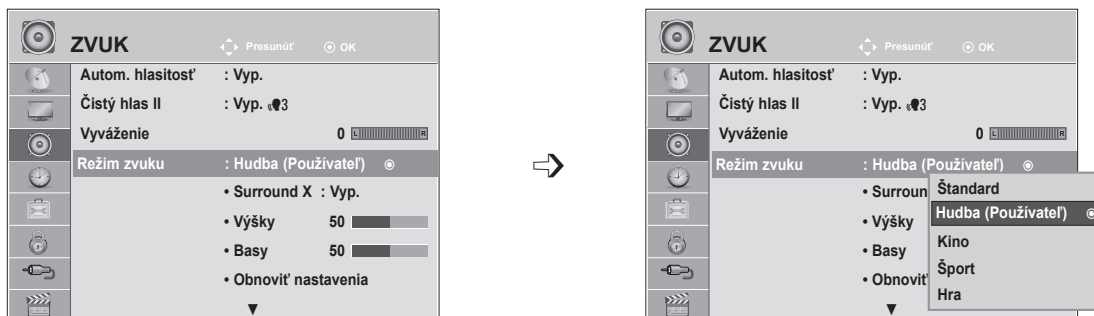 ZVUK Presunúť OK
Autom. hlasitosť : Vyp.
Čistý hlas II : Vyp. 3
Vyváženie 0 L R
Režim zvuku : Hudba (Používateľ)
• Surround X : Vyp.
• Výšky 50
• Basy 50
• Obnoviť nastavenia
ZVUK Presunúť OK
Autom. hlasitosť : Vyp.
Čistý hlas II : Vyp. 3
Vyváženie 0 L R
Režim zvuku : Hudba (Používateľ)
• Surroun
• Výšky
• Basy
• Obnoviť
Štandard
Hudba (Používateľ)
Kino
Šport
Hra